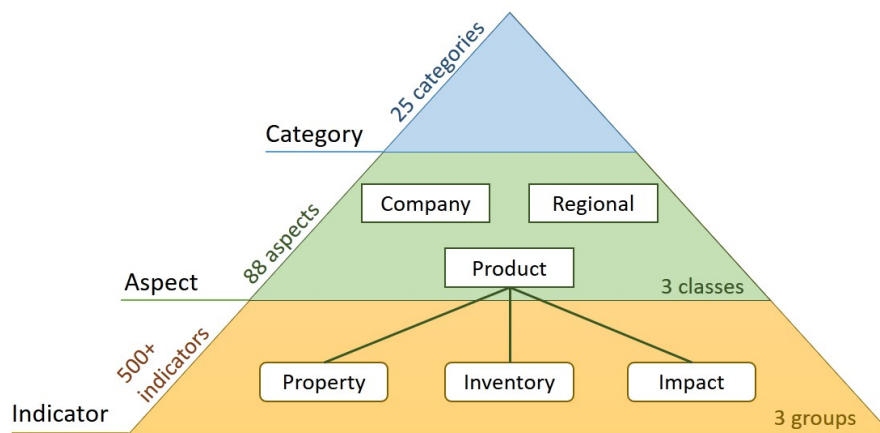 25 categories
Category
Company
Regional
88 aspects
Product
Aspect
3 classes
500+
indicators
Property
Inventory
Impact
Indicator
3 groups